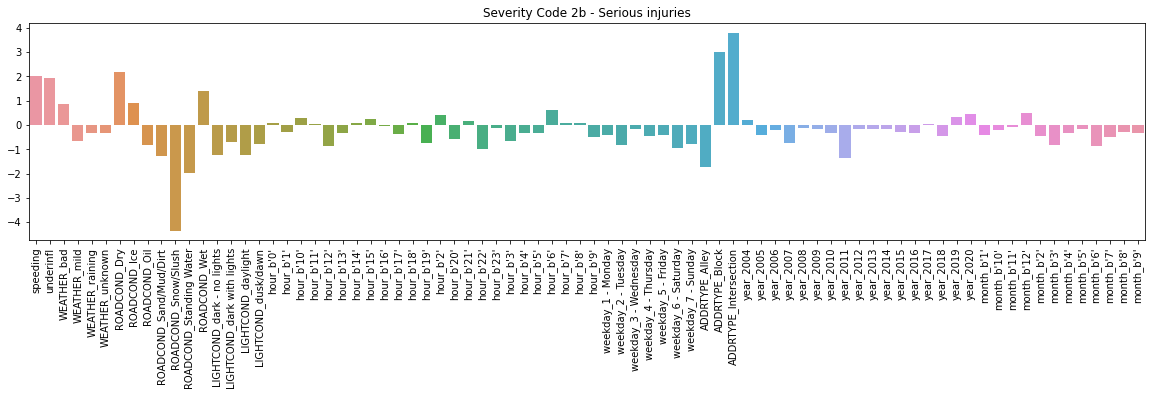 Severity Code 2b - Serious injuries
4
3
2
1
0
−1
−2
−3
−4
speeding
underinfl
WEATHER_bad
WEATHER_mild
WEATHER_raining
WEATHER_unknown
ROADCOND_Dry
ROADCOND_Ice
ROADCOND_Oil
ROADCOND_Sand/Mud/Dirt
ROADCOND_Snow/Slush
ROADCOND_Standing Water
ROADCOND_Wet
LIGHTCOND_dark - no lights
LIGHTCOND_dark with lights
LIGHTCOND_daylight
LIGHTCOND_dusk/dawn
hour_b'0'
hour_b'1'
hour_b'10'
hour_b'11'
hour_b'12'
hour_b'13'
hour_b'14'
hour_b'15'
hour_b'16'
hour_b'17'
hour_b'18'
hour_b'19'
hour_b'2'
hour_b'20'
hour_b'21'
hour_b'22'
hour_b'23'
hour_b'3'
hour_b'4'
hour_b'5'
hour_b'6'
hour_b'7'
hour_b'8'
hour_b'9'
weekday_1 - Monday
weekday_2 - Tuesday
weekday_3 - Wednesday
weekday_4 - Thursday
weekday_5 - Friday
weekday_6 - Saturday
weekday_7 - Sunday
ADDRTYPE_Alley
ADDRTYPE_Block
ADDRTYPE_Intersection
year_2004
year_2005
year_2006
year_2007
year_2008
year_2009
year_2010
year_2011
year_2012
year_2013
year_2014
year_2015
year_2016
year_2017
year_2018
year_2019
year_2020
month_b'1'
month_b'10'
month_b'11'
month_b'12'
month_b'2'
month_b'3'
month_b'4'
month_b'5'
month_b'6'
month_b'7'
month_b'8'
month_b'9'